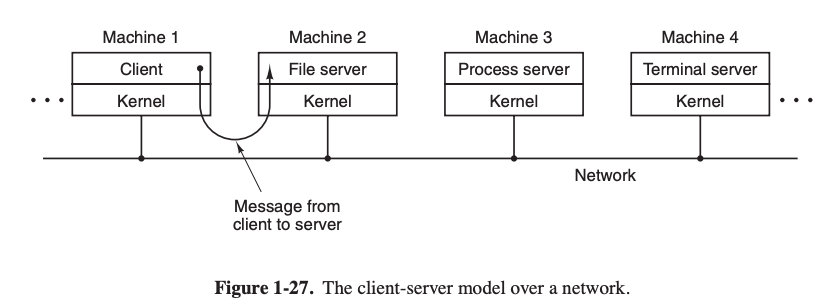 Machine 1
Machine 2
Machine 3
Machine 4
Client
File server
Process server
Terminal server
Kernel
Kernel
Kernel
Kernel
Network
Message from
client to server
Figure 1-27. The client-server model over a network.